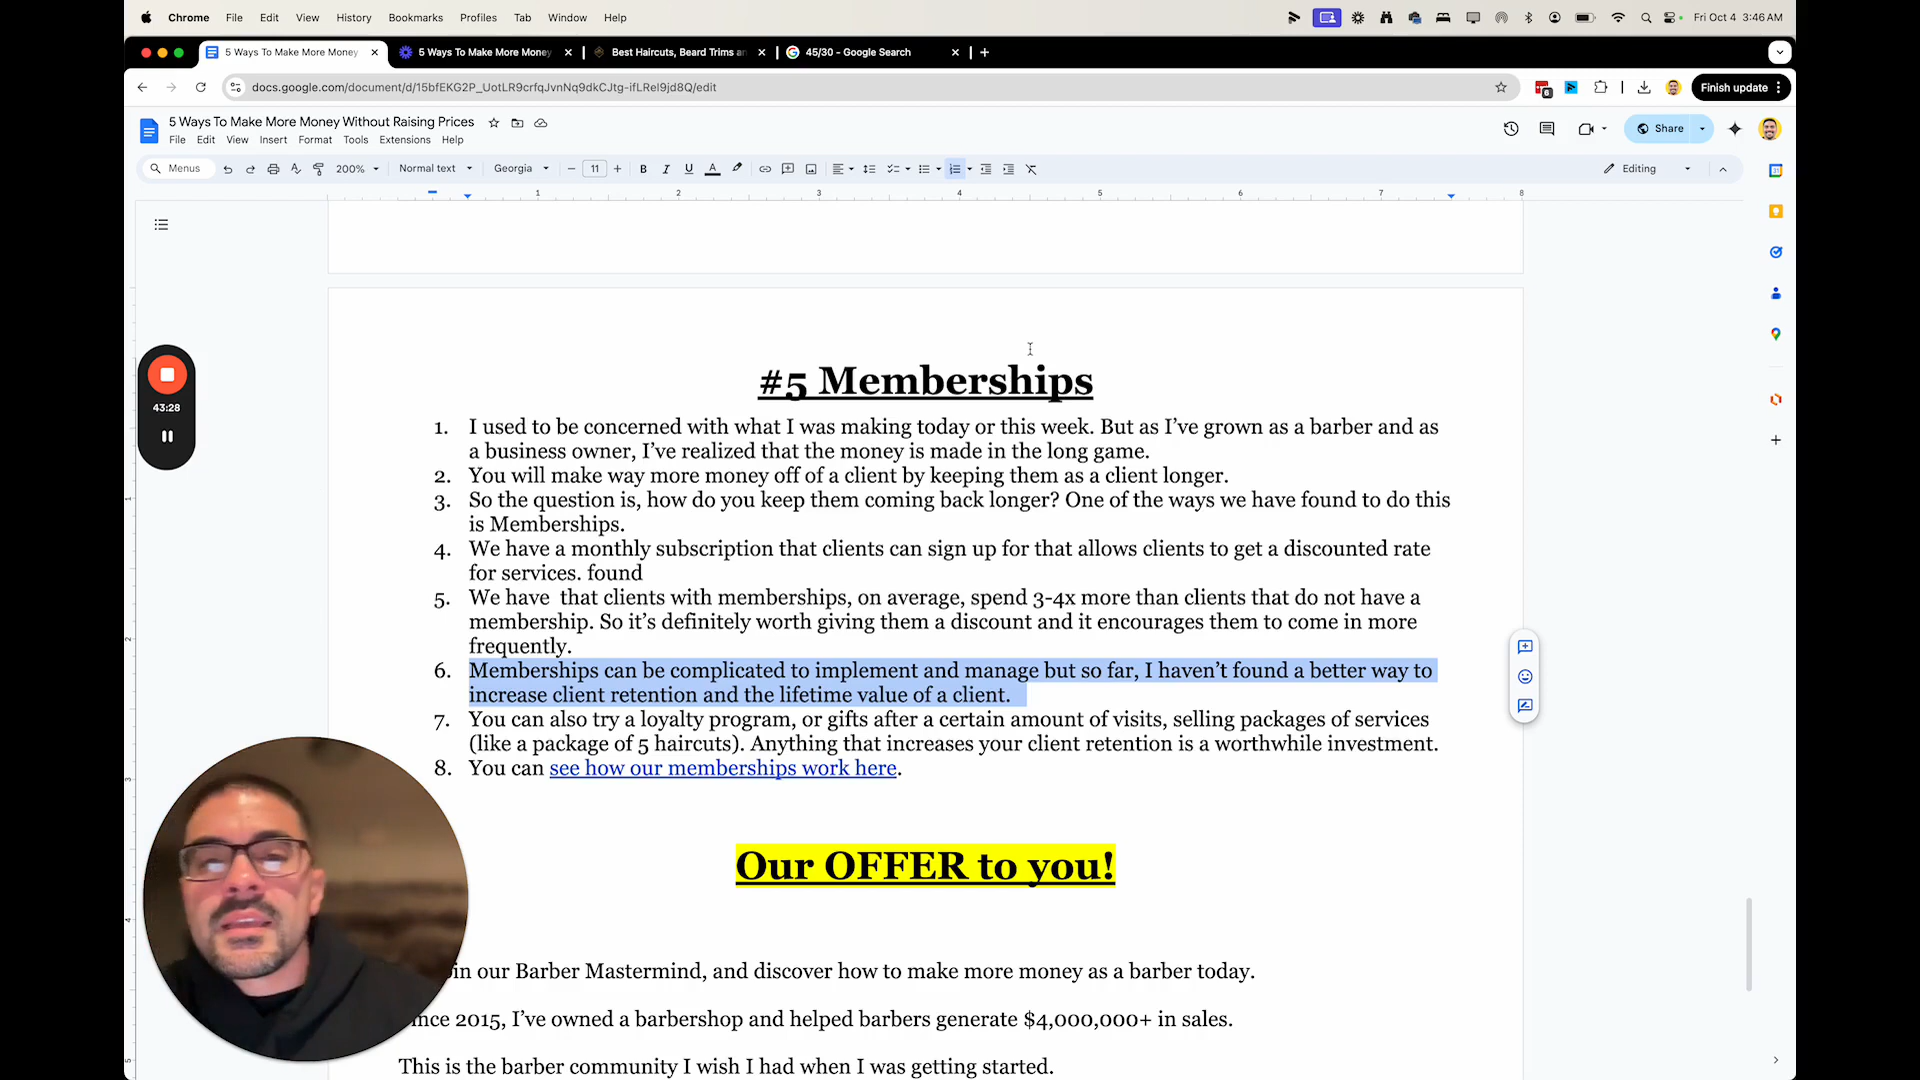 Chrome File Edit View History Bookmarks Profiles Tab Window Help Fri Oct 4 3:46 AM
5 Ways To Make More Money 5 Ways To Make More Money Best Haircuts, Beard Trims a 45/30 - Google Search
docs.google.com/document/d/15bfEKG2P_UotLR9crfqJvnNq9dkCJtg-ifLRel9jd8Q/edit 6 Finish update
5 Ways To Make More Money Without Raising Prices
File Edit View Insert Format Tools Extensions Help Share
Menus 200% Normal text Georgia 11 B I U A Editing
1 2 3 4 5 6 7 8
#5 Memberships
1. I used to be concerned with what I was making today or this week. But as I’ve grown as a barber and as
a business owner, I’ve realized that the money is made in the long game.
2. You will make way more money off of a client by keeping them as a client longer.
3. So the question is, how do you keep them coming back longer? One of the ways we have found to do this
is Memberships.
4. We have a monthly subscription that clients can sign up for that allows clients to get a discounted rate
for services. found
5. We have  that clients with memberships, on average, spend 3-4x more than clients that do not have a
membership. So it’s definitely worth giving them a discount and it encourages them to come in more
frequently.
6. Memberships can be complicated to implement and manage but so far, I haven’t found a better way to
increase client retention and the lifetime value of a client.
7. You can also try a loyalty program, or gifts after a certain amount of visits, selling packages of services
(like a package of 5 haircuts). Anything that increases your client retention is a worthwhile investment.
8. You can see how our memberships work here.
43:28
Our OFFER to you!
in our Barber Mastermind, and discover how to make more money as a barber today.
nce 2015, I’ve owned a barbershop and helped barbers generate $4,000,000+ in sales.
This is the barber community I wish I had when I was getting started.